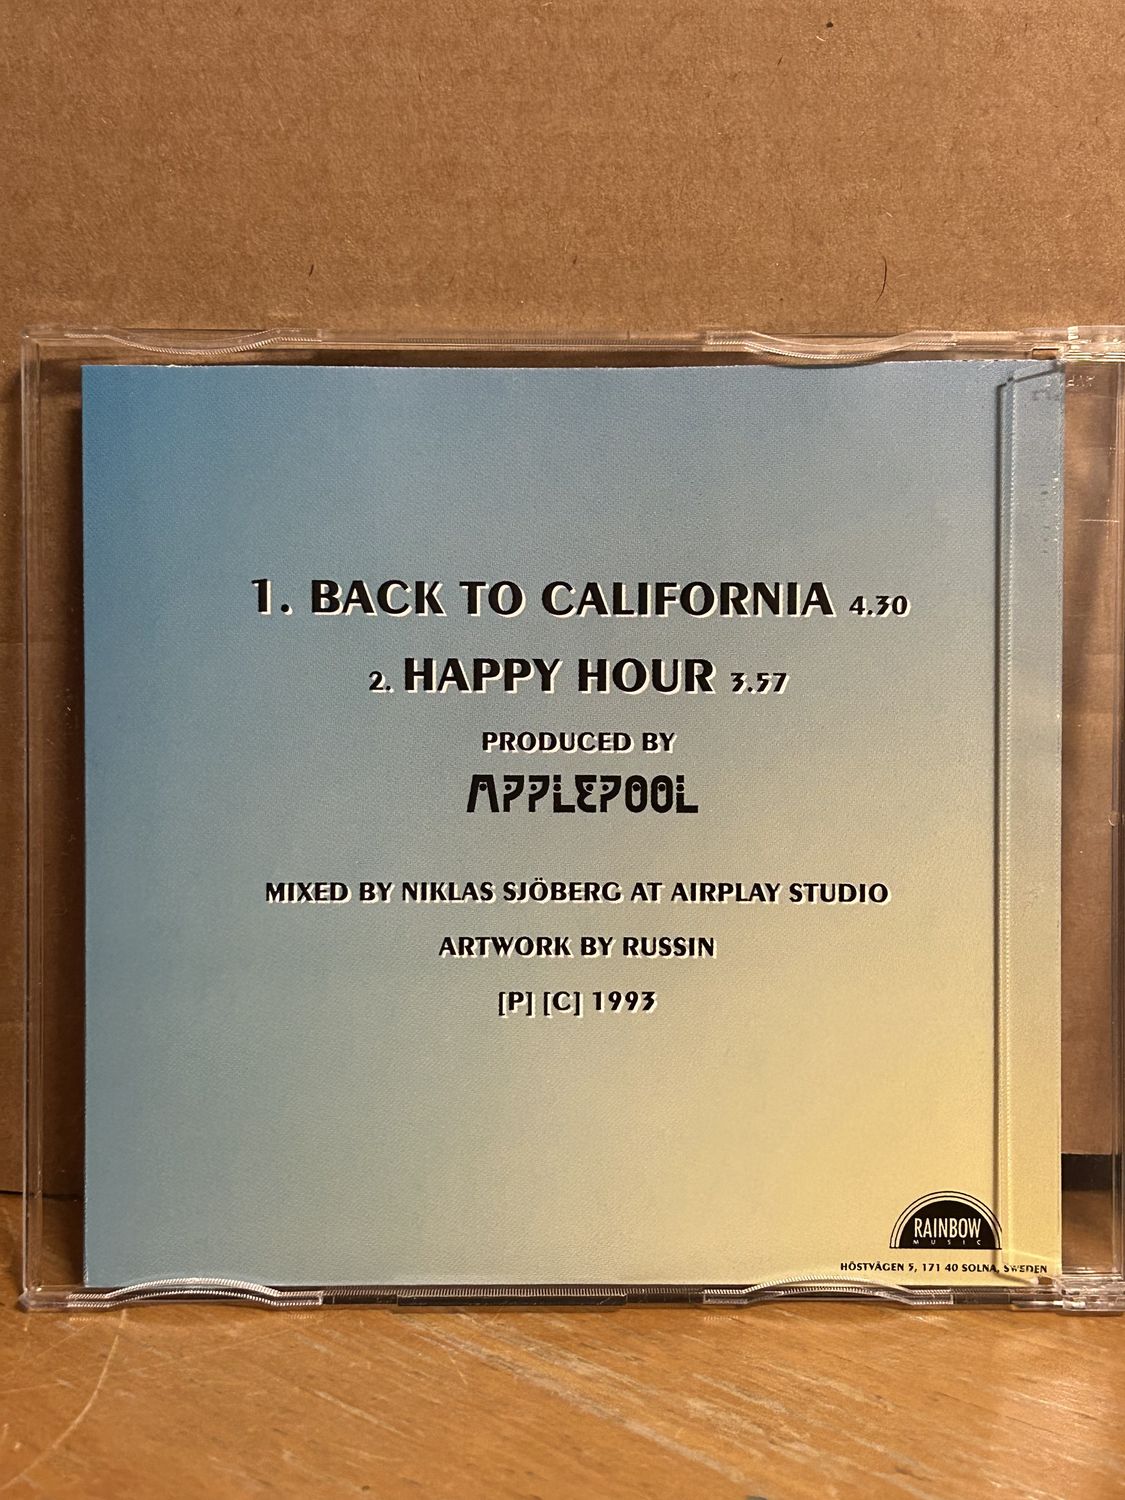 1. BACK TO CALIFORNIA 4.30
2. HAPPY HOUR 3.57
PRODUCED BY
APPLEPOOL
MIXED BY NIKLAS SJÖBERG AT AIRPLAY STUDIO
ARTWORK BY RUSSIN
[P] [C] 1993
RAINBOW
MUSIC
HÖSTVÄGEN 5, 171 40 SOLNA, SWEDEN